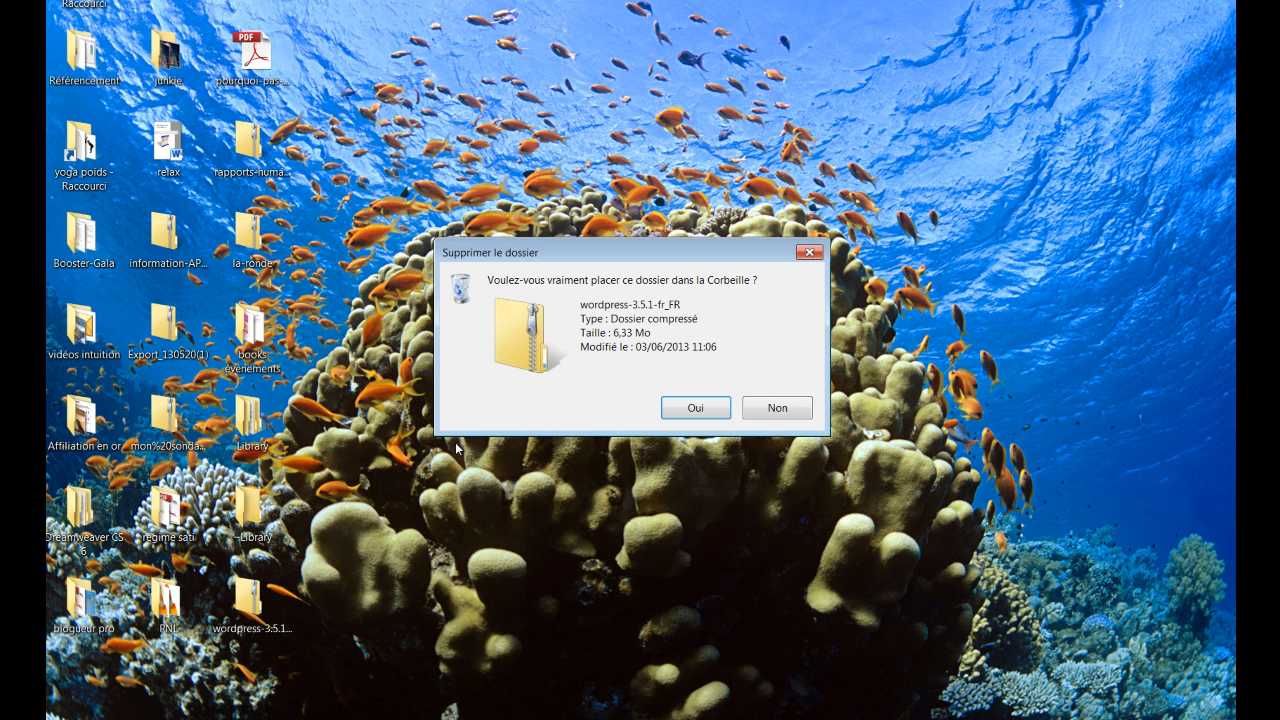 Raccourci
Référencement
junkie
PDF
pourquoi-pas-...
yoga poids -
Raccourci
relax
rapports-huma...
Booster-Gala
information-AP...
la-ronde
vidéos intuition
Export_130520(1)
books
évènements
Affiliation en or
mon%20sonda...
Library
Dreamweaver CS
6
regime sati
--Library
blogueur pro
PNL
wordpress-3.5.1...
Supprimer le dossier
Voulez-vous vraiment placer ce dossier dans la Corbeille ?
wordpress-3.5.1-fr_FR
Type : Dossier compressé
Taille : 6,33 Mo
Modifié le : 03/06/2013 11:06
Oui
Non